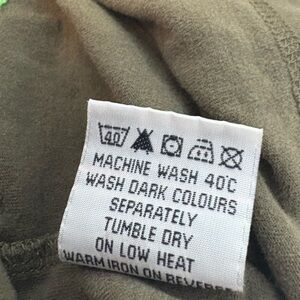 40
MACHINE WASH 40°C
WASH DARK COLOURS
SEPARATELY
TUMBLE DRY
ON LOW HEAT
WARM IRON ON REVERSE